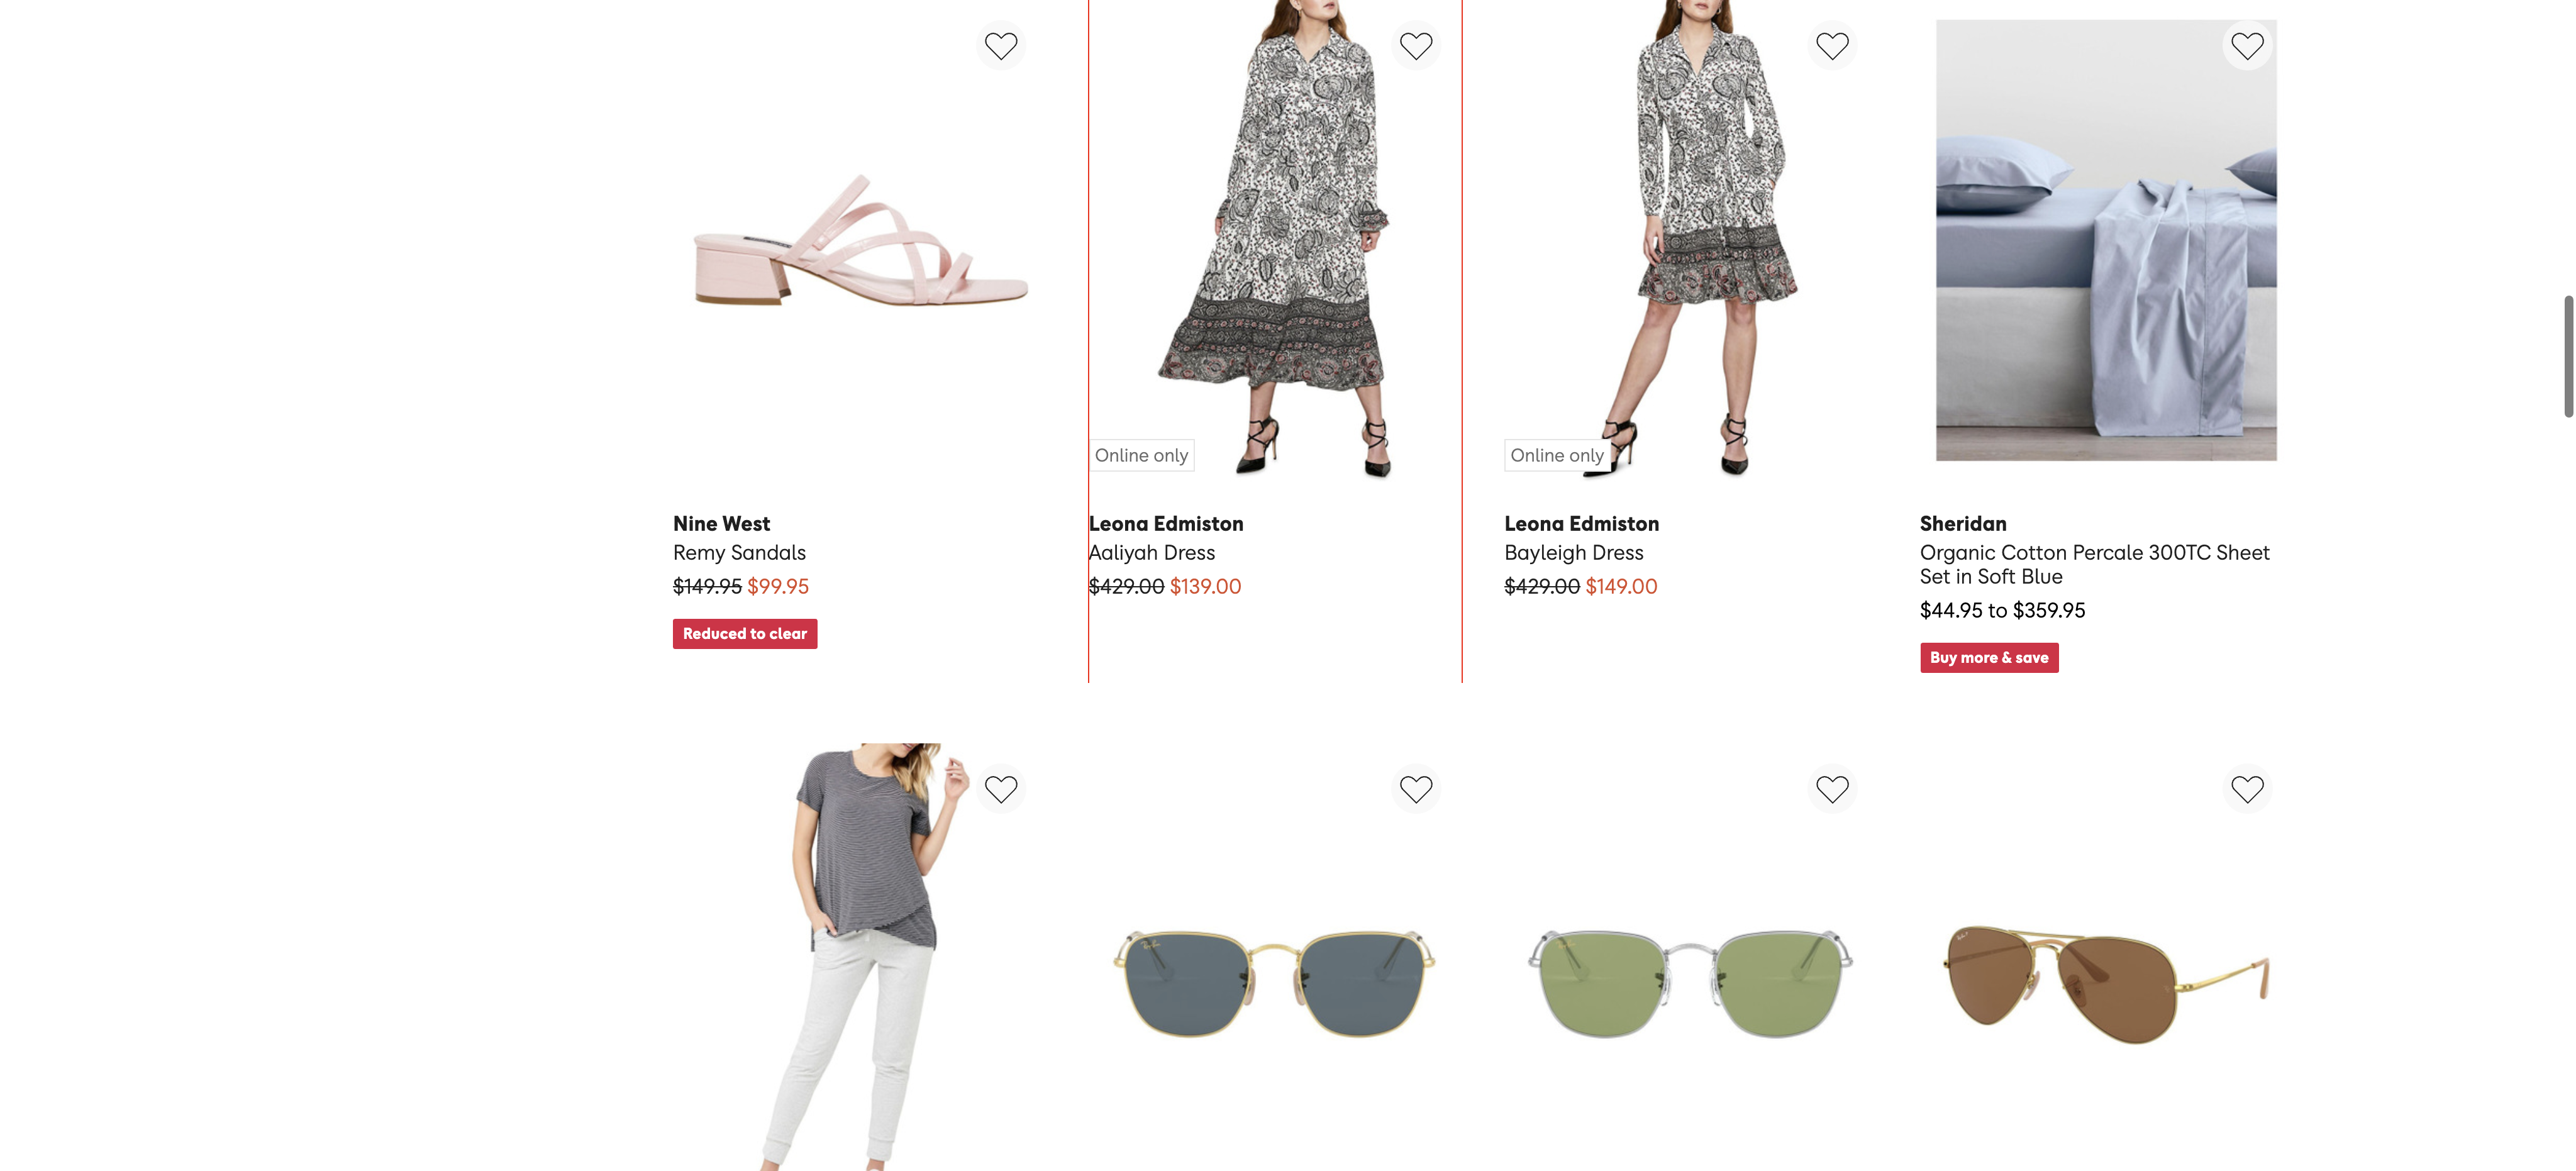 Online only
Online only
Nine West
Remy Sandals
$149.95 $99.95
Reduced to clear
Leona Edmiston
Aaliyah Dress
$429.00 $139.00
Leona Edmiston
Bayleigh Dress
$429.00 $149.00
Sheridan
Organic Cotton Percale 300TC Sheet
Set in Soft Blue
$44.95 to $359.95
Buy more & save
Ray-Ban